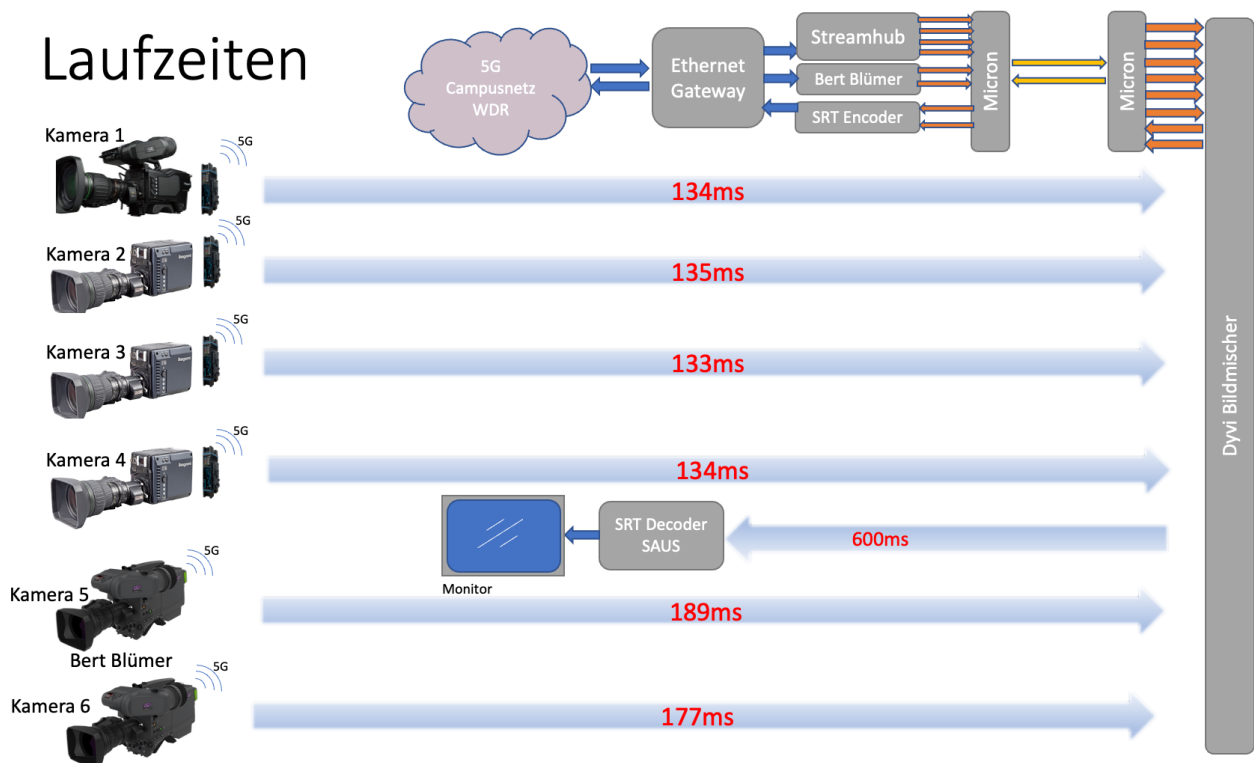 Laufzeiten
5G
Campusnetz
WDR
Ethernet
Gateway
Streamhub
Bert Blümer
SRT Encoder
Micron
Micron
Dyvi Bildmischer
Kamera 1
5G
134ms
5G
Kamera 2
135ms
5G
Kamera 3
133ms
5G
Kamera 4
134ms
SRT Decoder
SAUS
600ms
Monitor
5G
Kamera 5
189ms
Bert Blümer
5G
Kamera 6
177ms